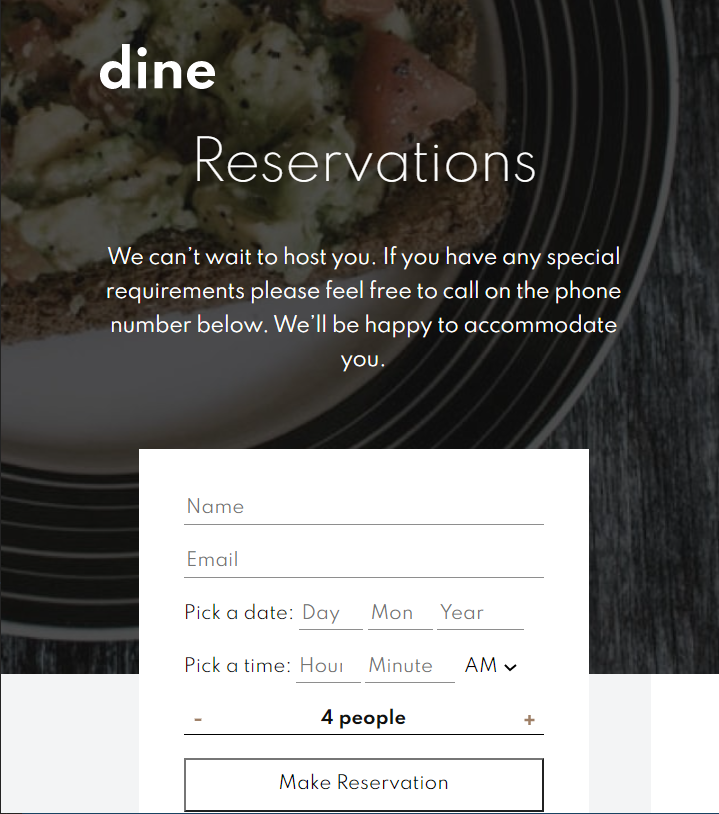 dine
Reservations
We can’t wait to host you. If you have any special
requirements please feel free to call on the phone
number below. We’ll be happy to accommodate
you.
Name
Email
Pick a date: Day Mon Year
Pick a time: Hour Minute AM
- 4 people +
Make Reservation